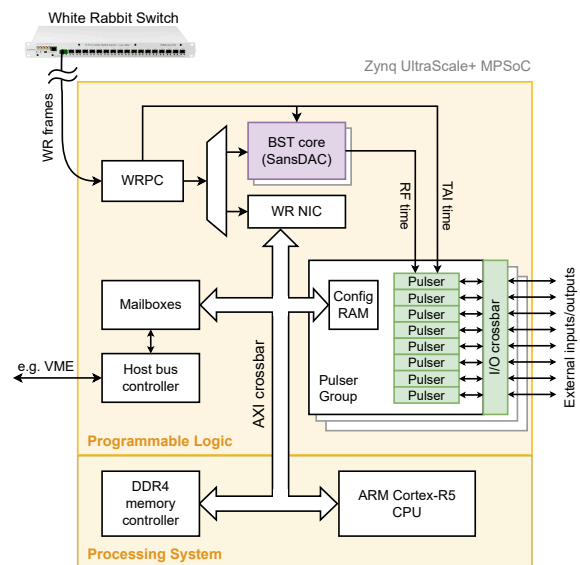 White Rabbit Switch
Zynq UltraScale+ MPSoC
WR frames
WRPC
BST core
(SansDAC)
WR NIC
RF time
TAI time
Mailboxes
Config
RAM
Pulser
Pulser
Pulser
Pulser
Pulser
Pulser
Pulser
Pulser
I/O crossbar
External inputs/outputs
Pulser
Group
e.g. VME
Host bus
controller
AXI crossbar
Programmable Logic
DDR4
memory
controller
ARM Cortex-R5
CPU
Processing System